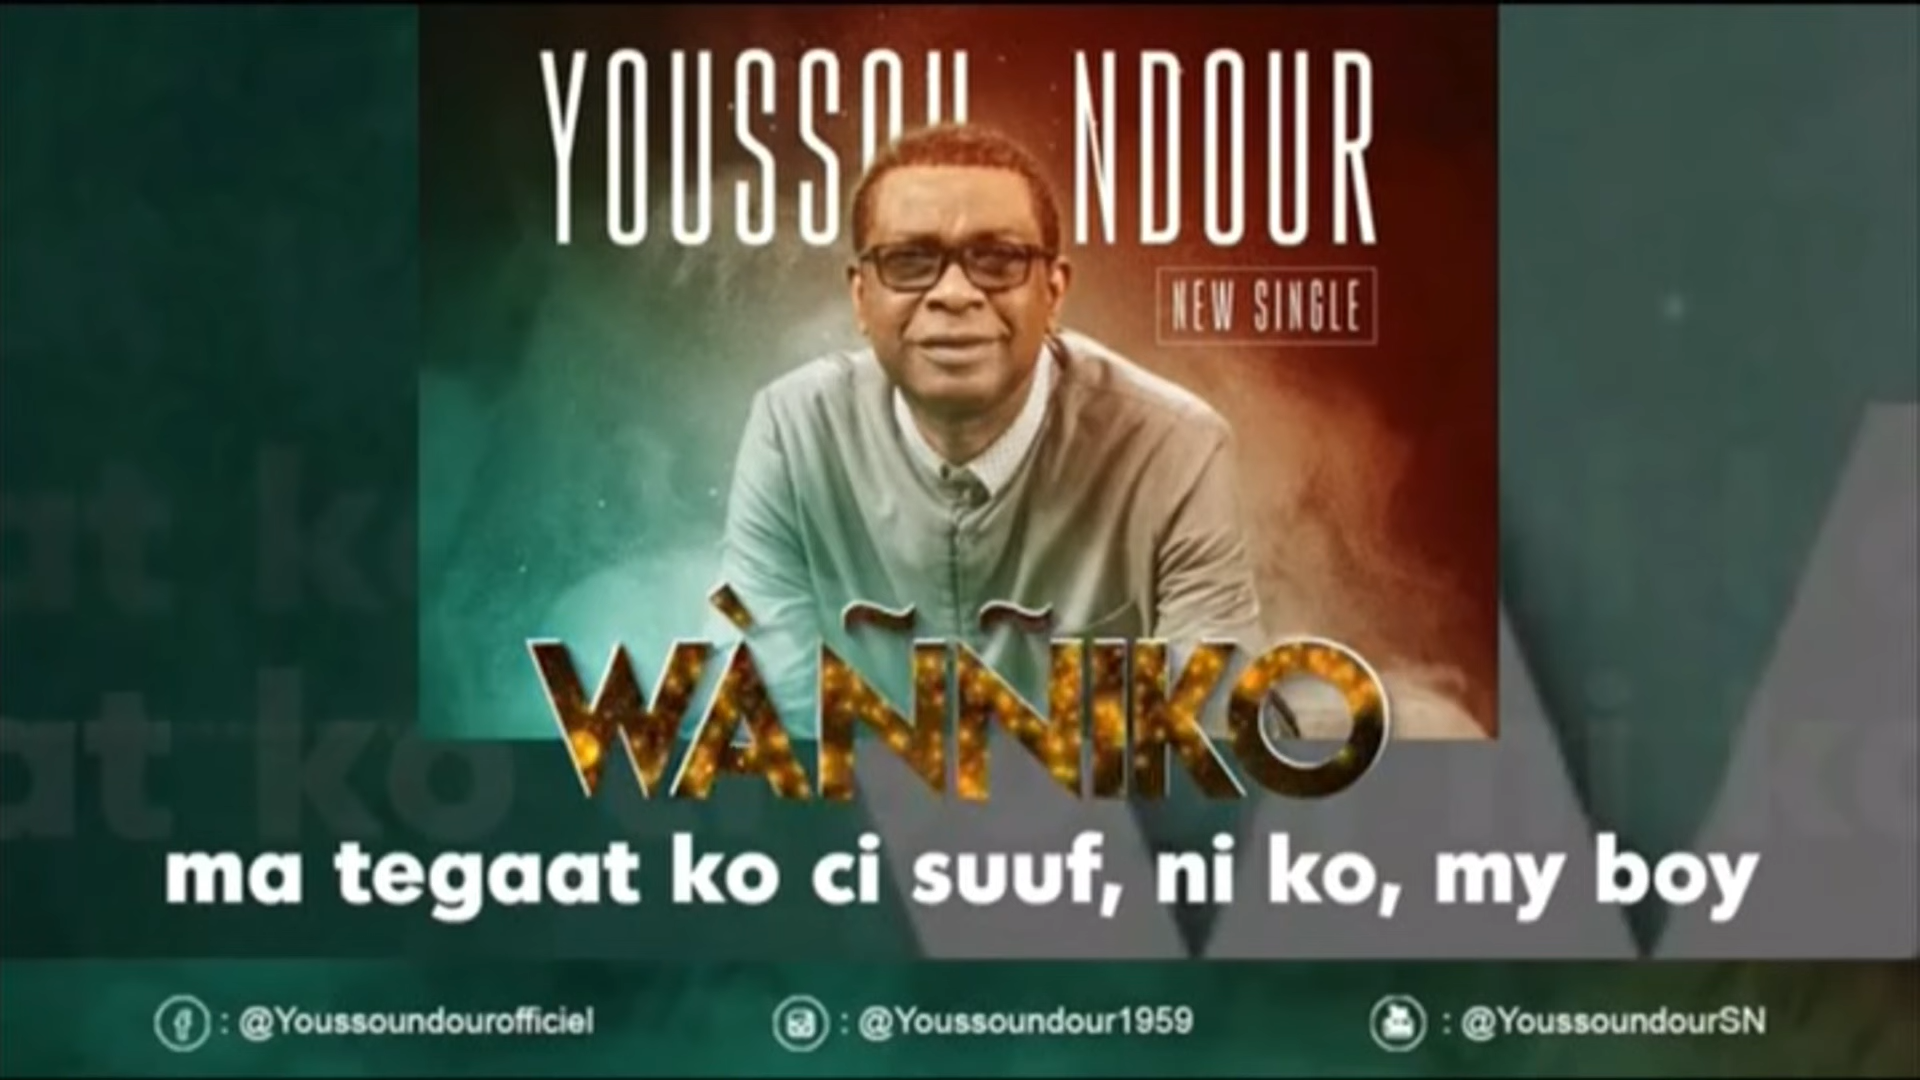 YOUSSOU NDOUR
NEW SINGLE
WÀÑÑIKO
ma tegaat ko ci suuf, ni ko, my boy
: @Youssoundourofficiel : @Youssoundour1959 : @YoussoundourSN